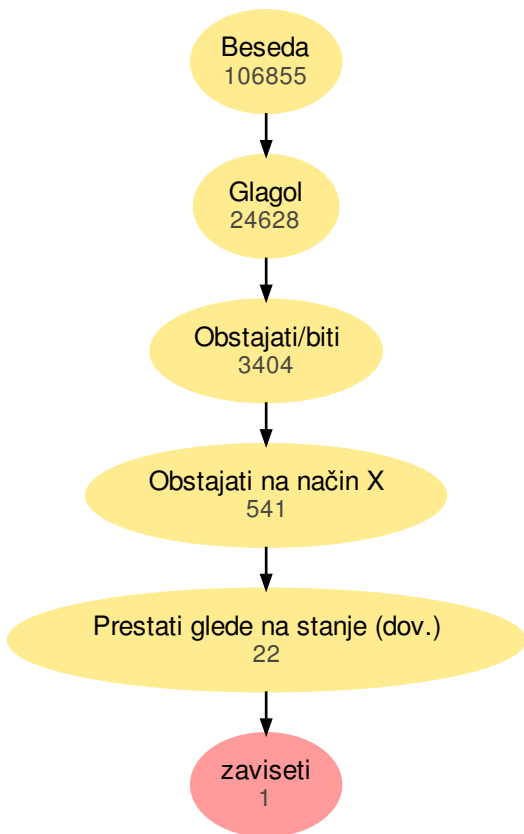 Beseda
106855
Glagol
24628
Obstajati/biti
3404
Obstajati na način X
541
Prestati glede na stanje (dov.)
22
zaviseti
1